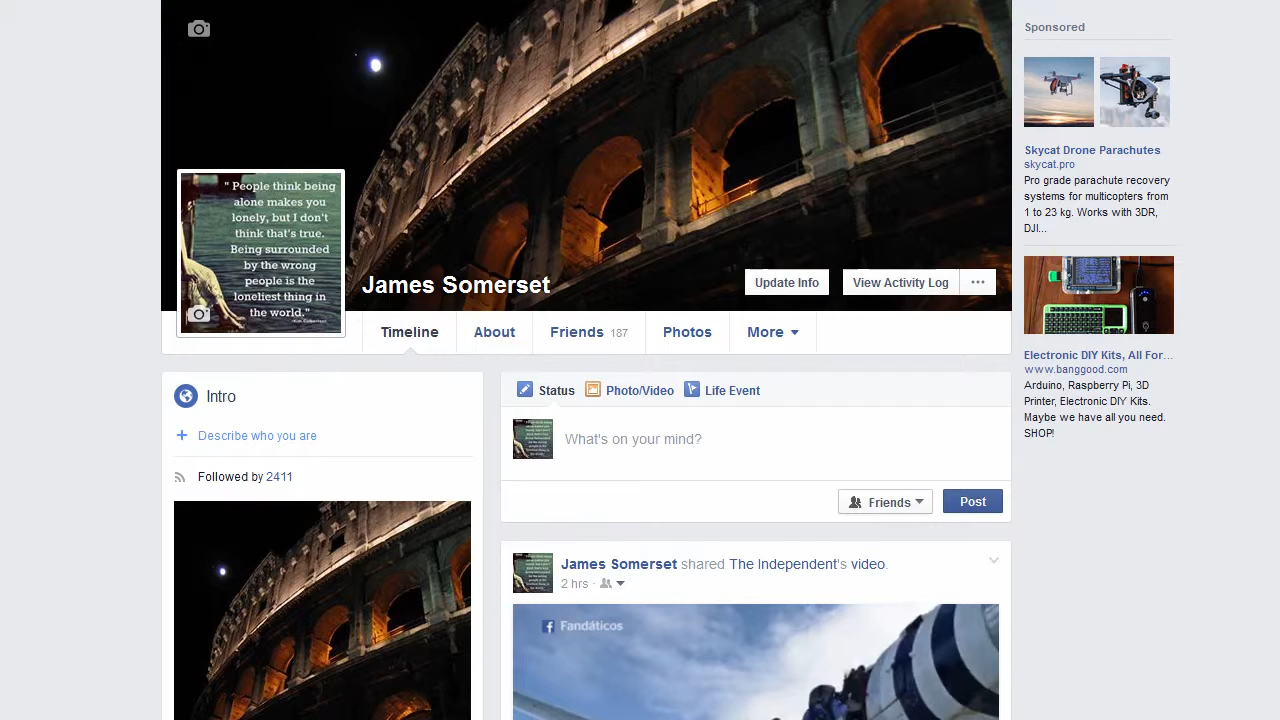 Sponsored
" People think being
alone makes you
lonely, but I don't
think that's true.
Being surrounded
by the wrong
people is the
loneliest thing in
the world."
James Somerset
Update Info
View Activity Log
Timeline
About
Friends 187
Photos
More
Skycat Drone Parachutes
skycat.pro
Pro grade parachute recovery
systems for multicopters from
1 to 23 kg. Works with 3DR,
DJI...
Electronic DIY Kits, All For...
www.banggood.com
Arduino, Raspberry Pi, 3D
Printer, Electronic DIY Kits.
Maybe we have all you need.
SHOP!
Intro
Describe who you are
Followed by 2411
Status
Photo/Video
Life Event
What's on your mind?
Friends
Post
James Somerset shared The Independent's video.
2 hrs
Fandáticos